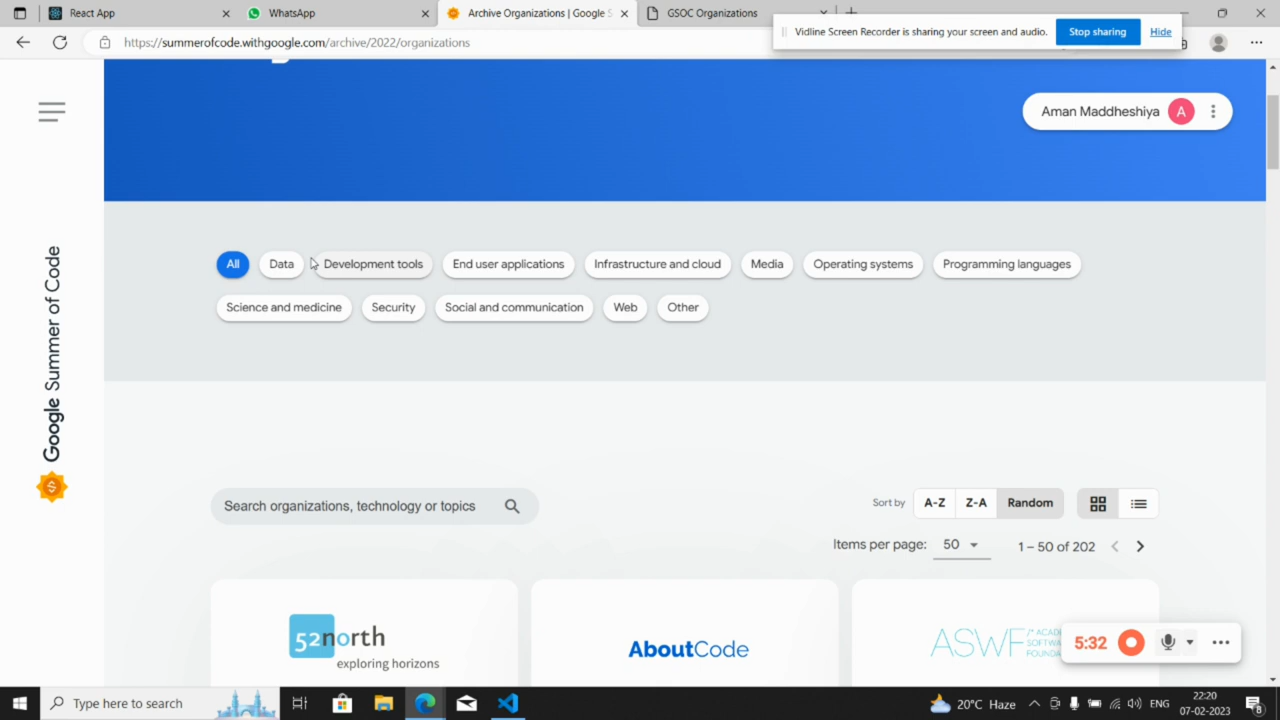 React App
WhatsApp
Archive Organizations | Google S
GSOC Organizations
Vidline Screen Recorder is sharing your screen and audio.
Stop sharing
Hide
https://summerofcode.withgoogle.com/archive/2022/organizations
Aman Maddheshiya
A
Google Summer of Code
All
Data
Development tools
End user applications
Infrastructure and cloud
Media
Operating systems
Programming languages
Science and medicine
Security
Social and communication
Web
Other
Search organizations, technology or topics
Sort by
A-Z
Z-A
Random
Items per page:
50
1 – 50 of 202
52north
exploring horizons
AboutCode
ASWF
5:32
Type here to search
20°C Haze
ENG
22:20
07-02-2023
8